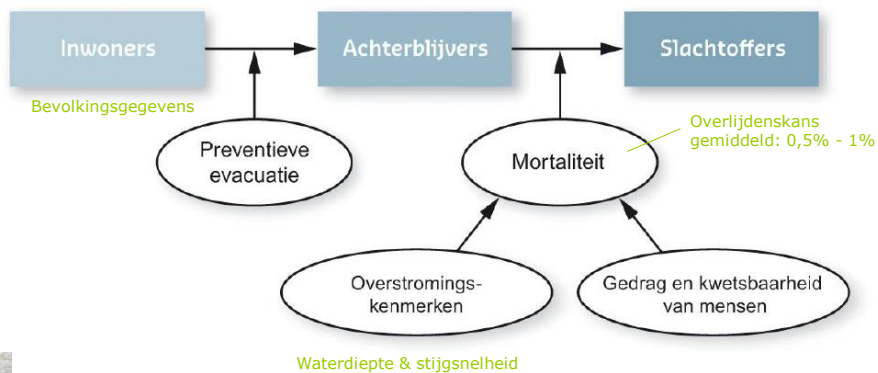 Inwoners
Achterblijvers
Slachtoffers
Bevolkingsgegevens
Overlijdenskans
gemiddeld: 0,5% - 1%
Preventieve
evacuatie
Mortaliteit
Overstromings-
kenmerken
Gedrag en kwetsbaarheid
van mensen
Waterdiepte & stijgsnelheid